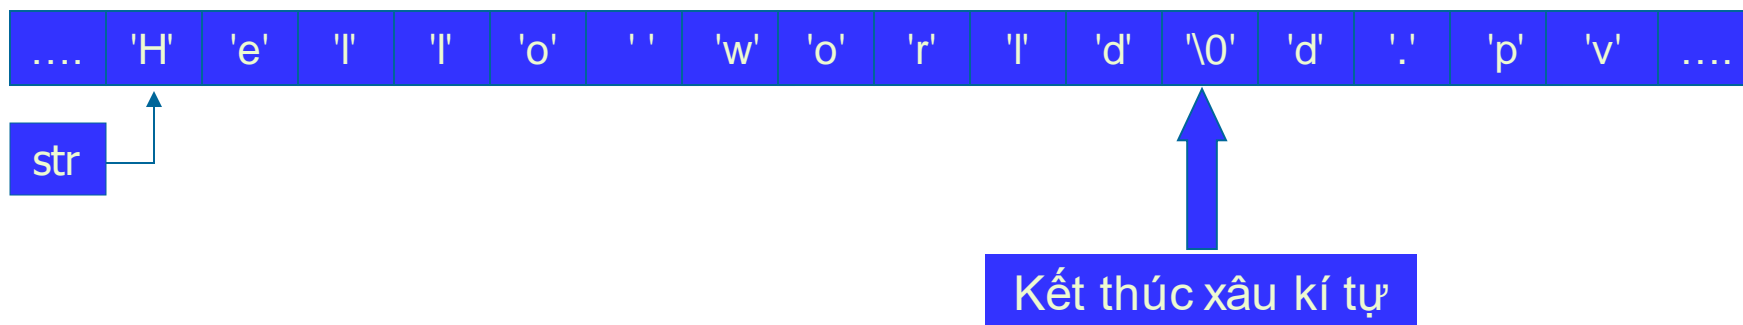 .... 'H' 'e' 'l' 'l' 'o' ' ' 'w' 'o' 'r' 'l' 'd' '\0' 'd' '.' 'p' 'v' ....
str
Kết thúc xâu kí tự